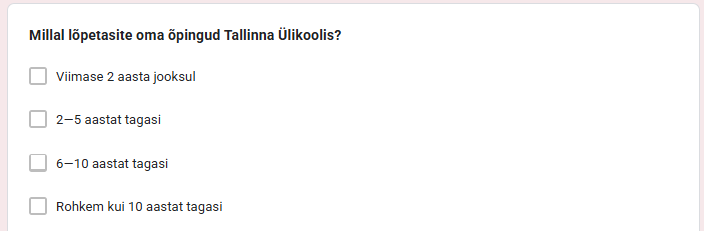 Millal lõpetasite oma õpingud Tallinna Ülikoolis?
Viimase 2 aasta jooksul
2–5 aastat tagasi
6–10 aastat tagasi
Rohkem kui 10 aastat tagasi